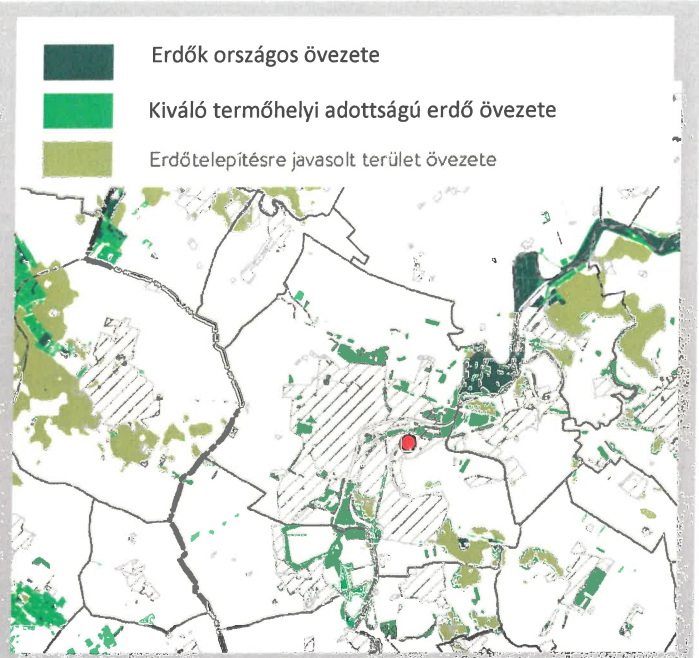 Erdők országos övezete
Kiváló termőhelyi adottságú erdő övezete
Erdőtelepítésre javasolt terület övezete